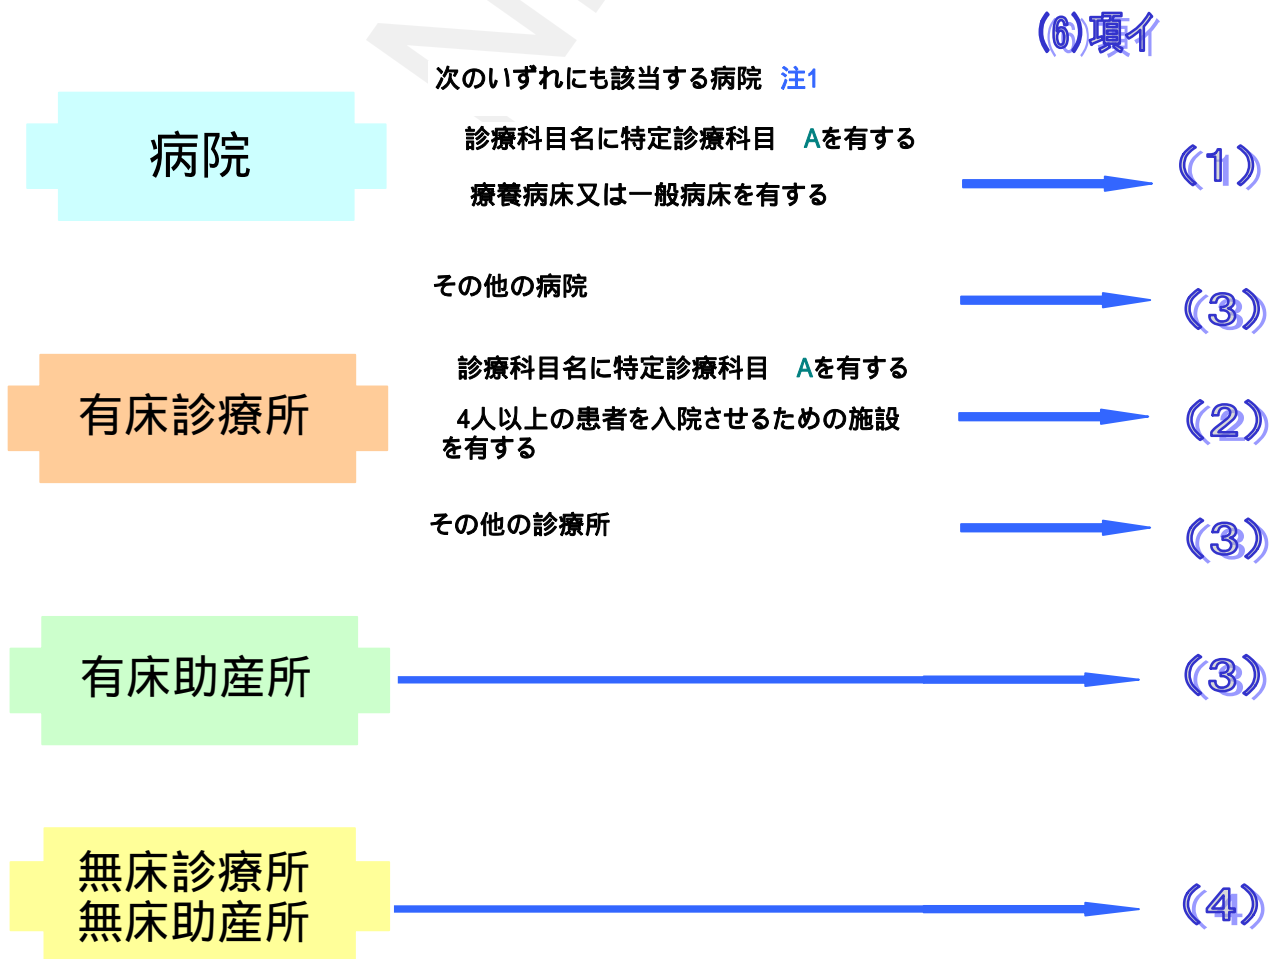 (6)項イ
次のいずれにも該当する病院 注1
病院
診療科目名に特定診療科目 Aを有する
(1)
療養病床又は一般病床を有する
その他の病院
(3)
有床診療所
診療科目名に特定診療科目 Aを有する
4人以上の患者を入院させるための施設
を有する
(2)
その他の診療所
(3)
有床助産所
(3)
無床診療所
無床助産所
(4)